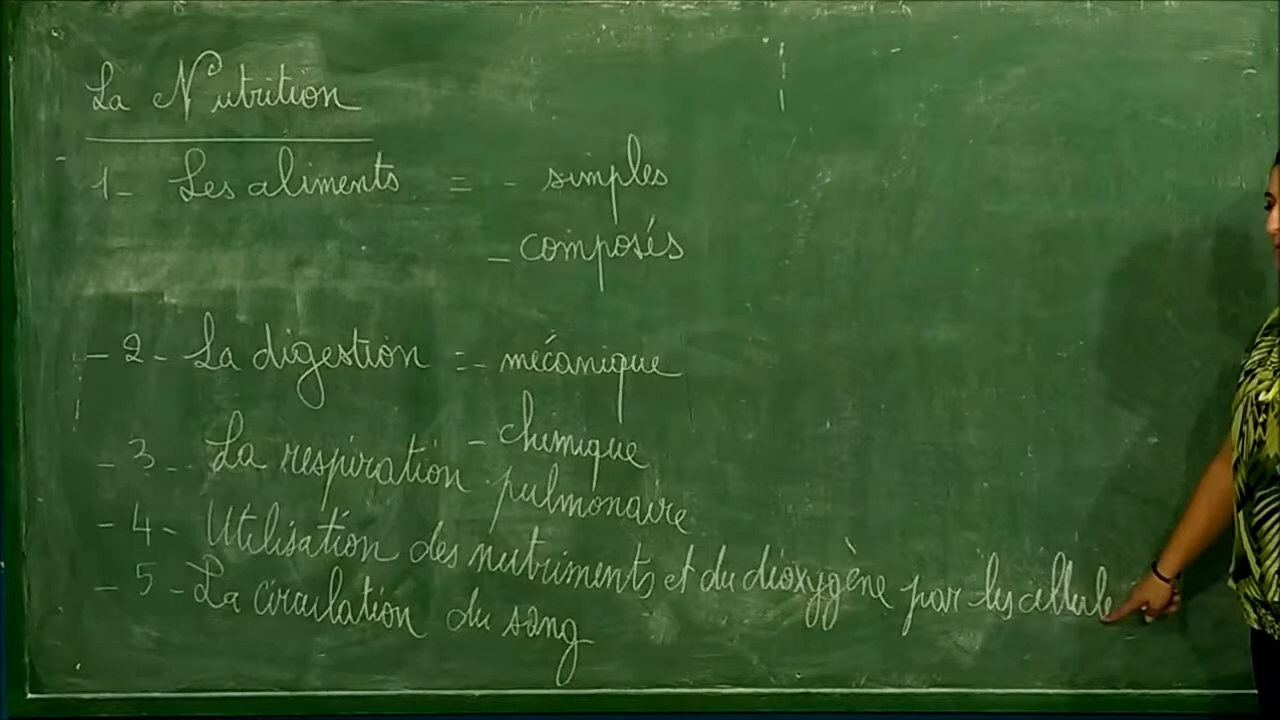 La Nutrition
1- Les aliments = - simples
- composés
- 2 - La digestion = - mécanique
- chimique
- 3 - La respiration pulmonaire
- 4 - Utilisation des nutriments et du dioxygène par les cellule
- 5 - La circulation du sang